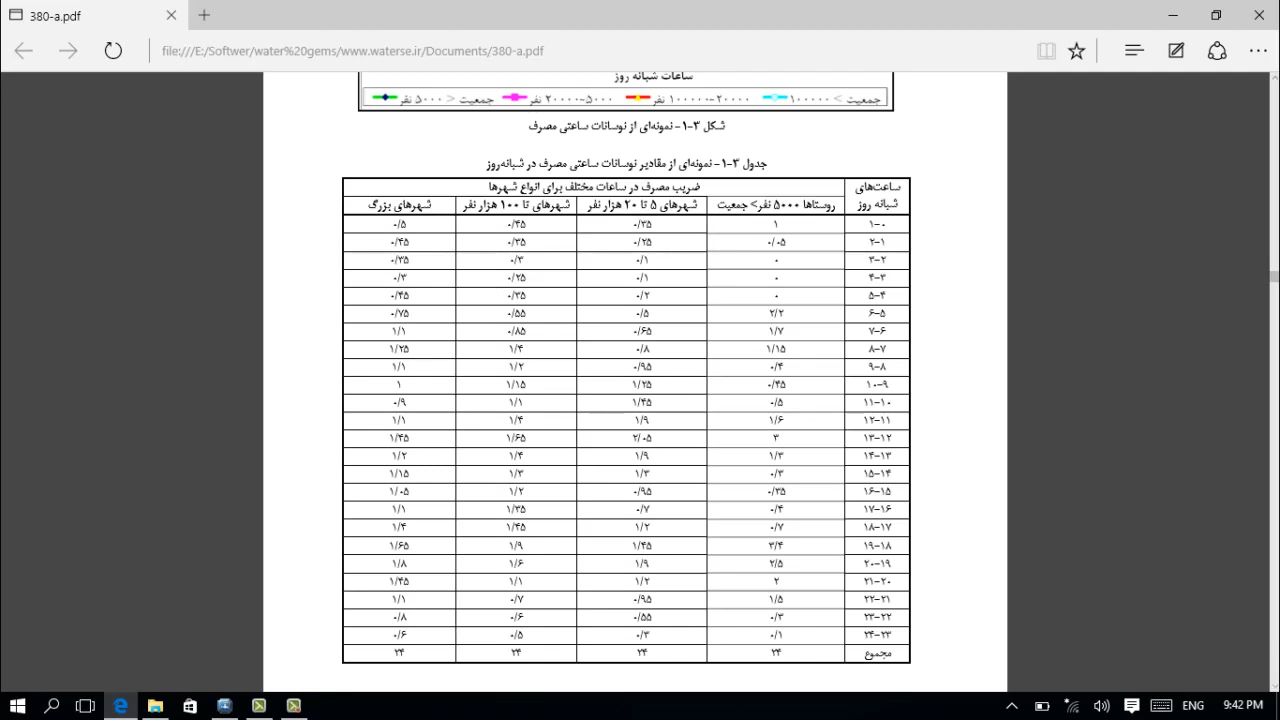 380-a.pdf
file:///E:/Softwer/water%20gems/www.waterse.ir/Documents/380-a.pdf
ساعات شبانه روز
جمعیت < ۵۰۰۰ نفر ۵۰۰۰~۲۰۰۰۰ نفر ۲۰۰۰۰~۱۰۰۰۰۰ نفر جمعیت > ۱۰۰۰۰۰
شکل ۳-۱- نمونه‌ای از نوسانات ساعتی مصرف
جدول ۳-۱- نمونه‌ای از مقادیر نوسانات ساعتی مصرف در شبانه‌روز
ساعت‌های شبانه روز ضریب مصرف در ساعات مختلف برای انواع شهرها
روستاها ۵۰۰۰ نفر> جمعیت شهرهای ۵ تا ۲۰ هزار نفر شهرهای تا ۱۰۰ هزار نفر شهرهای بزرگ
۱-۰ ۱ ۰/۳۵ ۰/۴۵ ۰/۵
۲-۱ ۰/۰۵ ۰/۲۵ ۰/۳۵ ۰/۴۵
۳-۲ ۰ ۰/۱ ۰/۳ ۰/۳۵
۴-۳ ۰ ۰/۱ ۰/۲۵ ۰/۳
۵-۴ ۰ ۰/۲ ۰/۳۵ ۰/۴۵
۶-۵ ۲/۲ ۰/۵ ۰/۵۵ ۰/۷۵
۷-۶ ۱/۷ ۰/۶۵ ۰/۸۵ ۱/۱
۸-۷ ۱/۱۵ ۰/۸ ۱/۴ ۱/۲۵
۹-۸ ۰/۴ ۰/۹۵ ۱/۲ ۱/۱
۱۰-۹ ۰/۴۵ ۱/۲۵ ۱/۱۵ ۱
۱۱-۱۰ ۰/۵ ۱/۴۵ ۱/۱ ۰/۹
۱۲-۱۱ ۱/۶ ۱/۹ ۱/۴ ۱/۱
۱۳-۱۲ ۳ ۲/۰۵ ۱/۶۵ ۱/۴۵
۱۴-۱۳ ۱/۳ ۱/۹ ۱/۴ ۱/۲
۱۵-۱۴ ۰/۳ ۱/۳ ۱/۳ ۱/۱۵
۱۶-۱۵ ۰/۳۵ ۰/۹۵ ۱/۲ ۱/۰۵
۱۷-۱۶ ۰/۴ ۰/۷ ۱/۳۵ ۱/۱
۱۸-۱۷ ۰/۷ ۱/۲ ۱/۴۵ ۱/۴
۱۹-۱۸ ۳/۴ ۱/۴۵ ۱/۹ ۱/۶۵
۲۰-۱۹ ۲/۵ ۱/۹ ۱/۶ ۱/۸
۲۱-۲۰ ۲ ۱/۲ ۱/۱ ۱/۴۵
۲۲-۲۱ ۱/۵ ۰/۹۵ ۰/۷ ۱/۱
۲۳-۲۲ ۰/۳ ۰/۵۵ ۰/۶ ۰/۸
۲۴-۲۳ ۰/۱ ۰/۳ ۰/۵ ۰/۶
مجموع ۲۴ ۲۴ ۲۴ ۲۴
ENG 9:42 PM